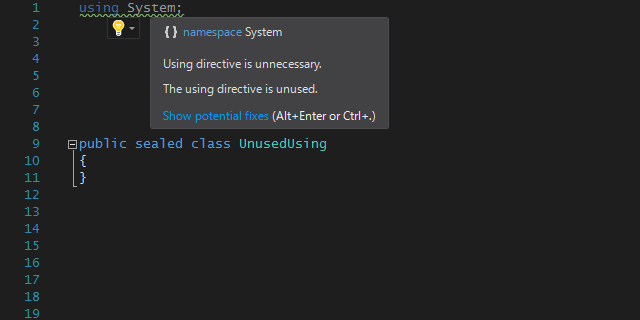 1 using System;
2
{ } namespace System
3
4 Using directive is unnecessary.
5
6 The using directive is unused.
7 Show potential fixes (Alt+Enter or Ctrl+.)
8
9 public sealed class UnusedUsing
10 {
11 }
12
13
14
15
16
17
18
19